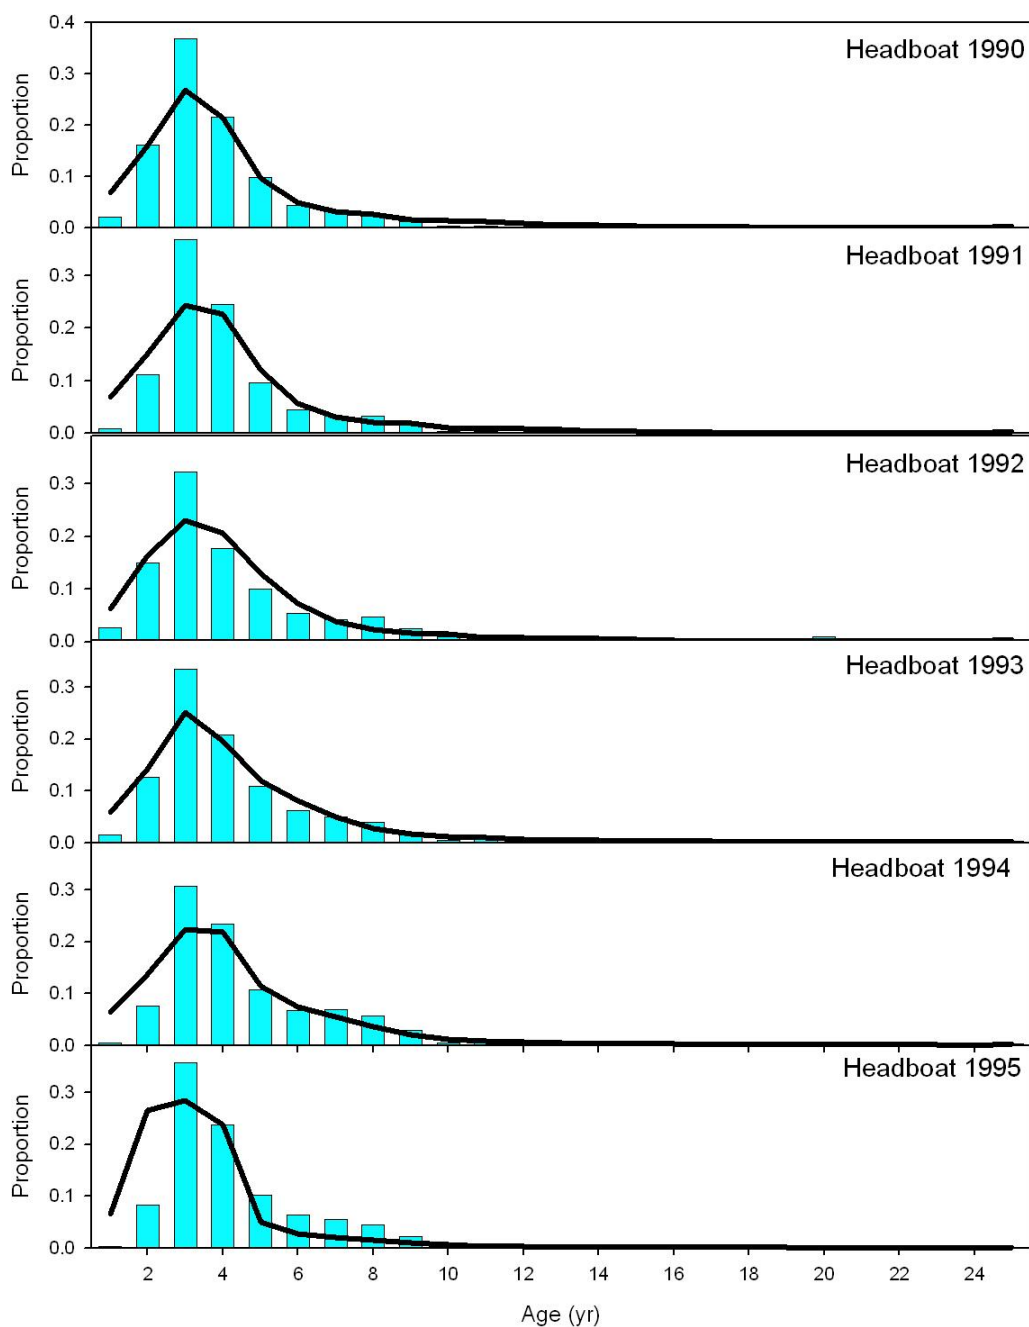 0.4
Headboat 1990
0.3
0.2
0.1
0.0
Proportion
Headboat 1991
0.3
0.2
0.1
0.0
Proportion
Headboat 1992
0.3
0.2
0.1
0.0
Proportion
Headboat 1993
0.3
0.2
0.1
0.0
Proportion
Headboat 1994
0.3
0.2
0.1
0.0
Proportion
Headboat 1995
0.3
0.2
0.1
0.0
Proportion
2 4 6 8 10 12 14 16 18 20 22 24
Age (yr)